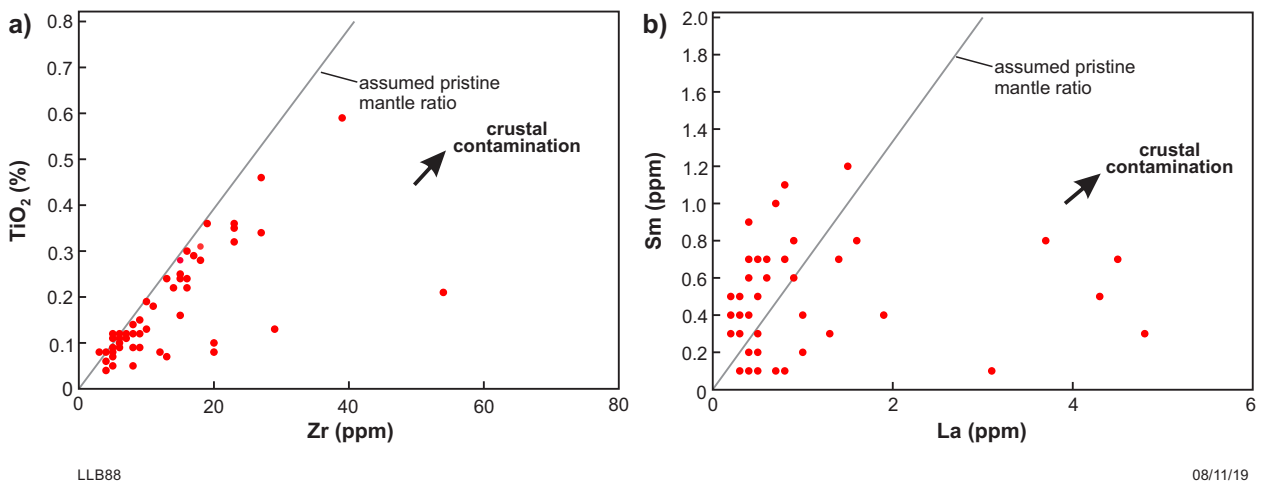 a)
0.8
0.7
0.6
0.5
0.4
0.3
0.2
0.1
0
TiO2 (%)
assumed pristine
mantle ratio
crustal
contamination
0
20
40
60
80
Zr (ppm)
b)
2.0
1.8
1.6
1.4
1.2
1.0
0.8
0.6
0.4
0.2
0
Sm (ppm)
assumed pristine
mantle ratio
crustal
contamination
0
2
4
6
La (ppm)
LLB88
08/11/19